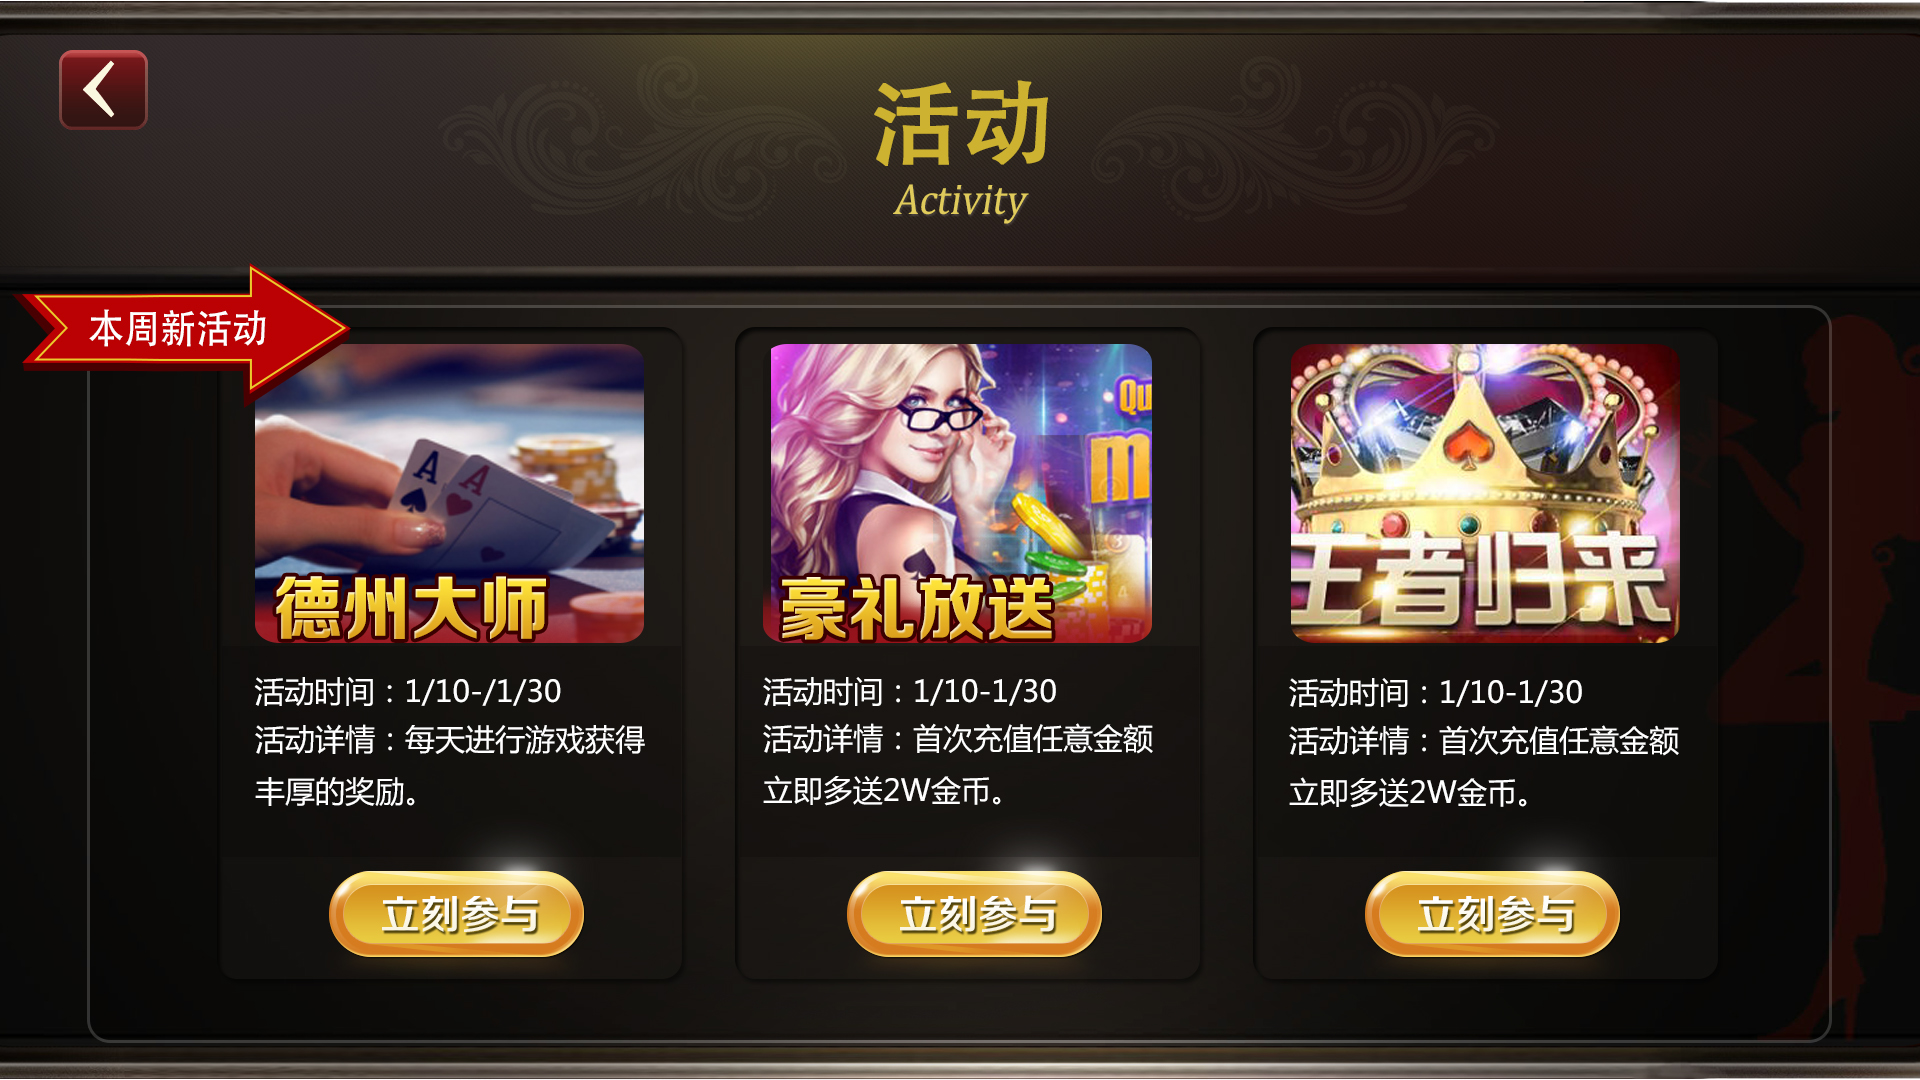 活动
Activity
本周新活动
A
A
Qu
m
德州大师
豪礼放送
王者归来
活动时间：1/10-/1/30
活动详情：每天进行游戏获得
丰厚的奖励。
活动时间：1/10-1/30
活动详情：首次充值任意金额
立即多送2W金币。
活动时间：1/10-1/30
活动详情：首次充值任意金额
立即多送2W金币。
立刻参与
立刻参与
立刻参与